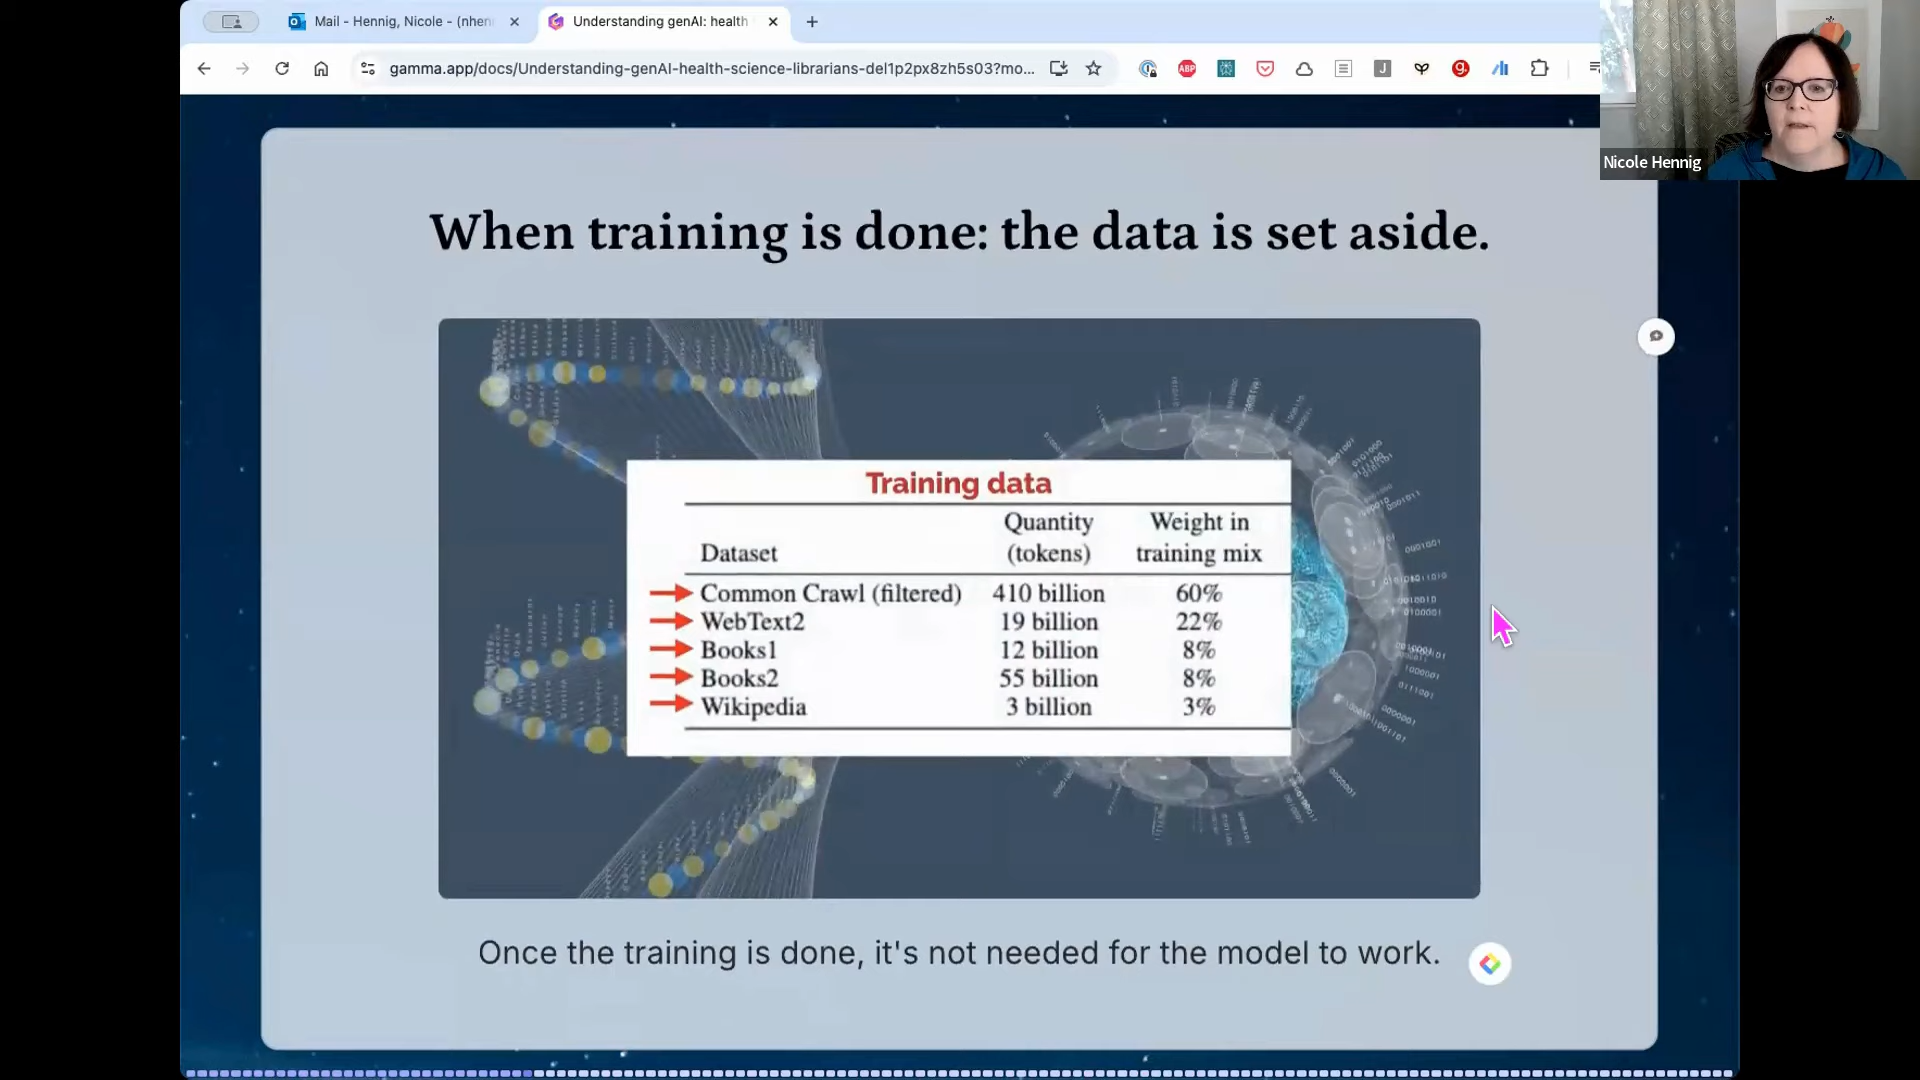 Mail - Hennig, Nicole - (nhen
Understanding genAI: health
gamma.app/docs/Understanding-genAI-health-science-librarians-del1p2px8zh5s03?mo...
Nicole Hennig
When training is done: the data is set aside.
Training data
Dataset Quantity (tokens) Weight in training mix
Common Crawl (filtered) 410 billion 60%
WebText2 19 billion 22%
Books1 12 billion 8%
Books2 55 billion 8%
Wikipedia 3 billion 3%
Once the training is done, it's not needed for the model to work.